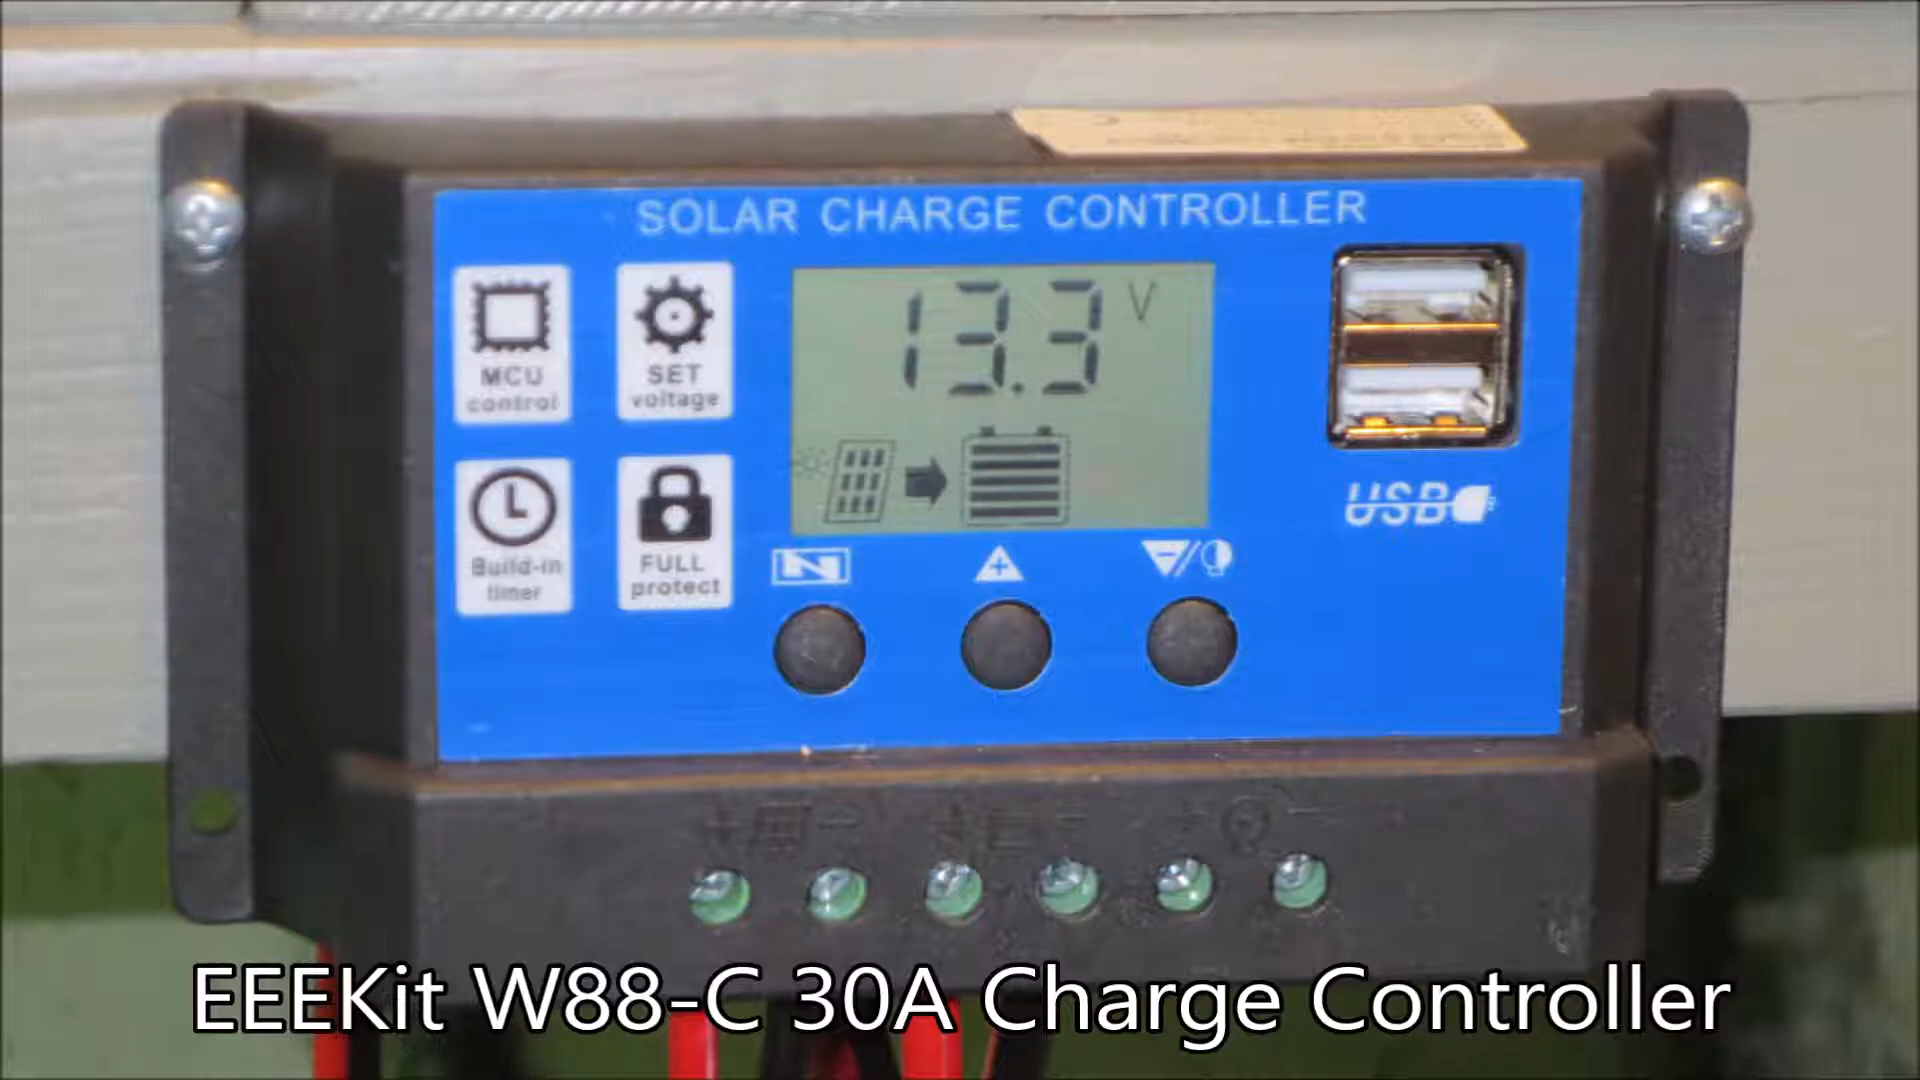 SOLAR CHARGE CONTROLLER
MCU
control
SET
voltage
13.3 V
Build-in
timer
FULL
protect
USB
EEEKit W88-C 30A Charge Controller